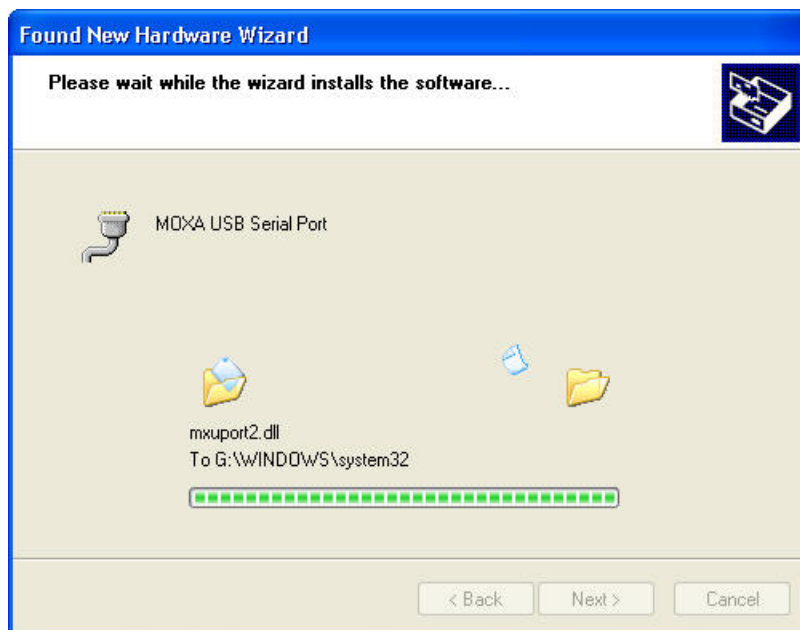 Found New Hardware Wizard
Please wait while the wizard installs the software...
MOXA USB Serial Port
mxuport2.dll
To G:\WINDOWS\system32
< Back
Next >
Cancel